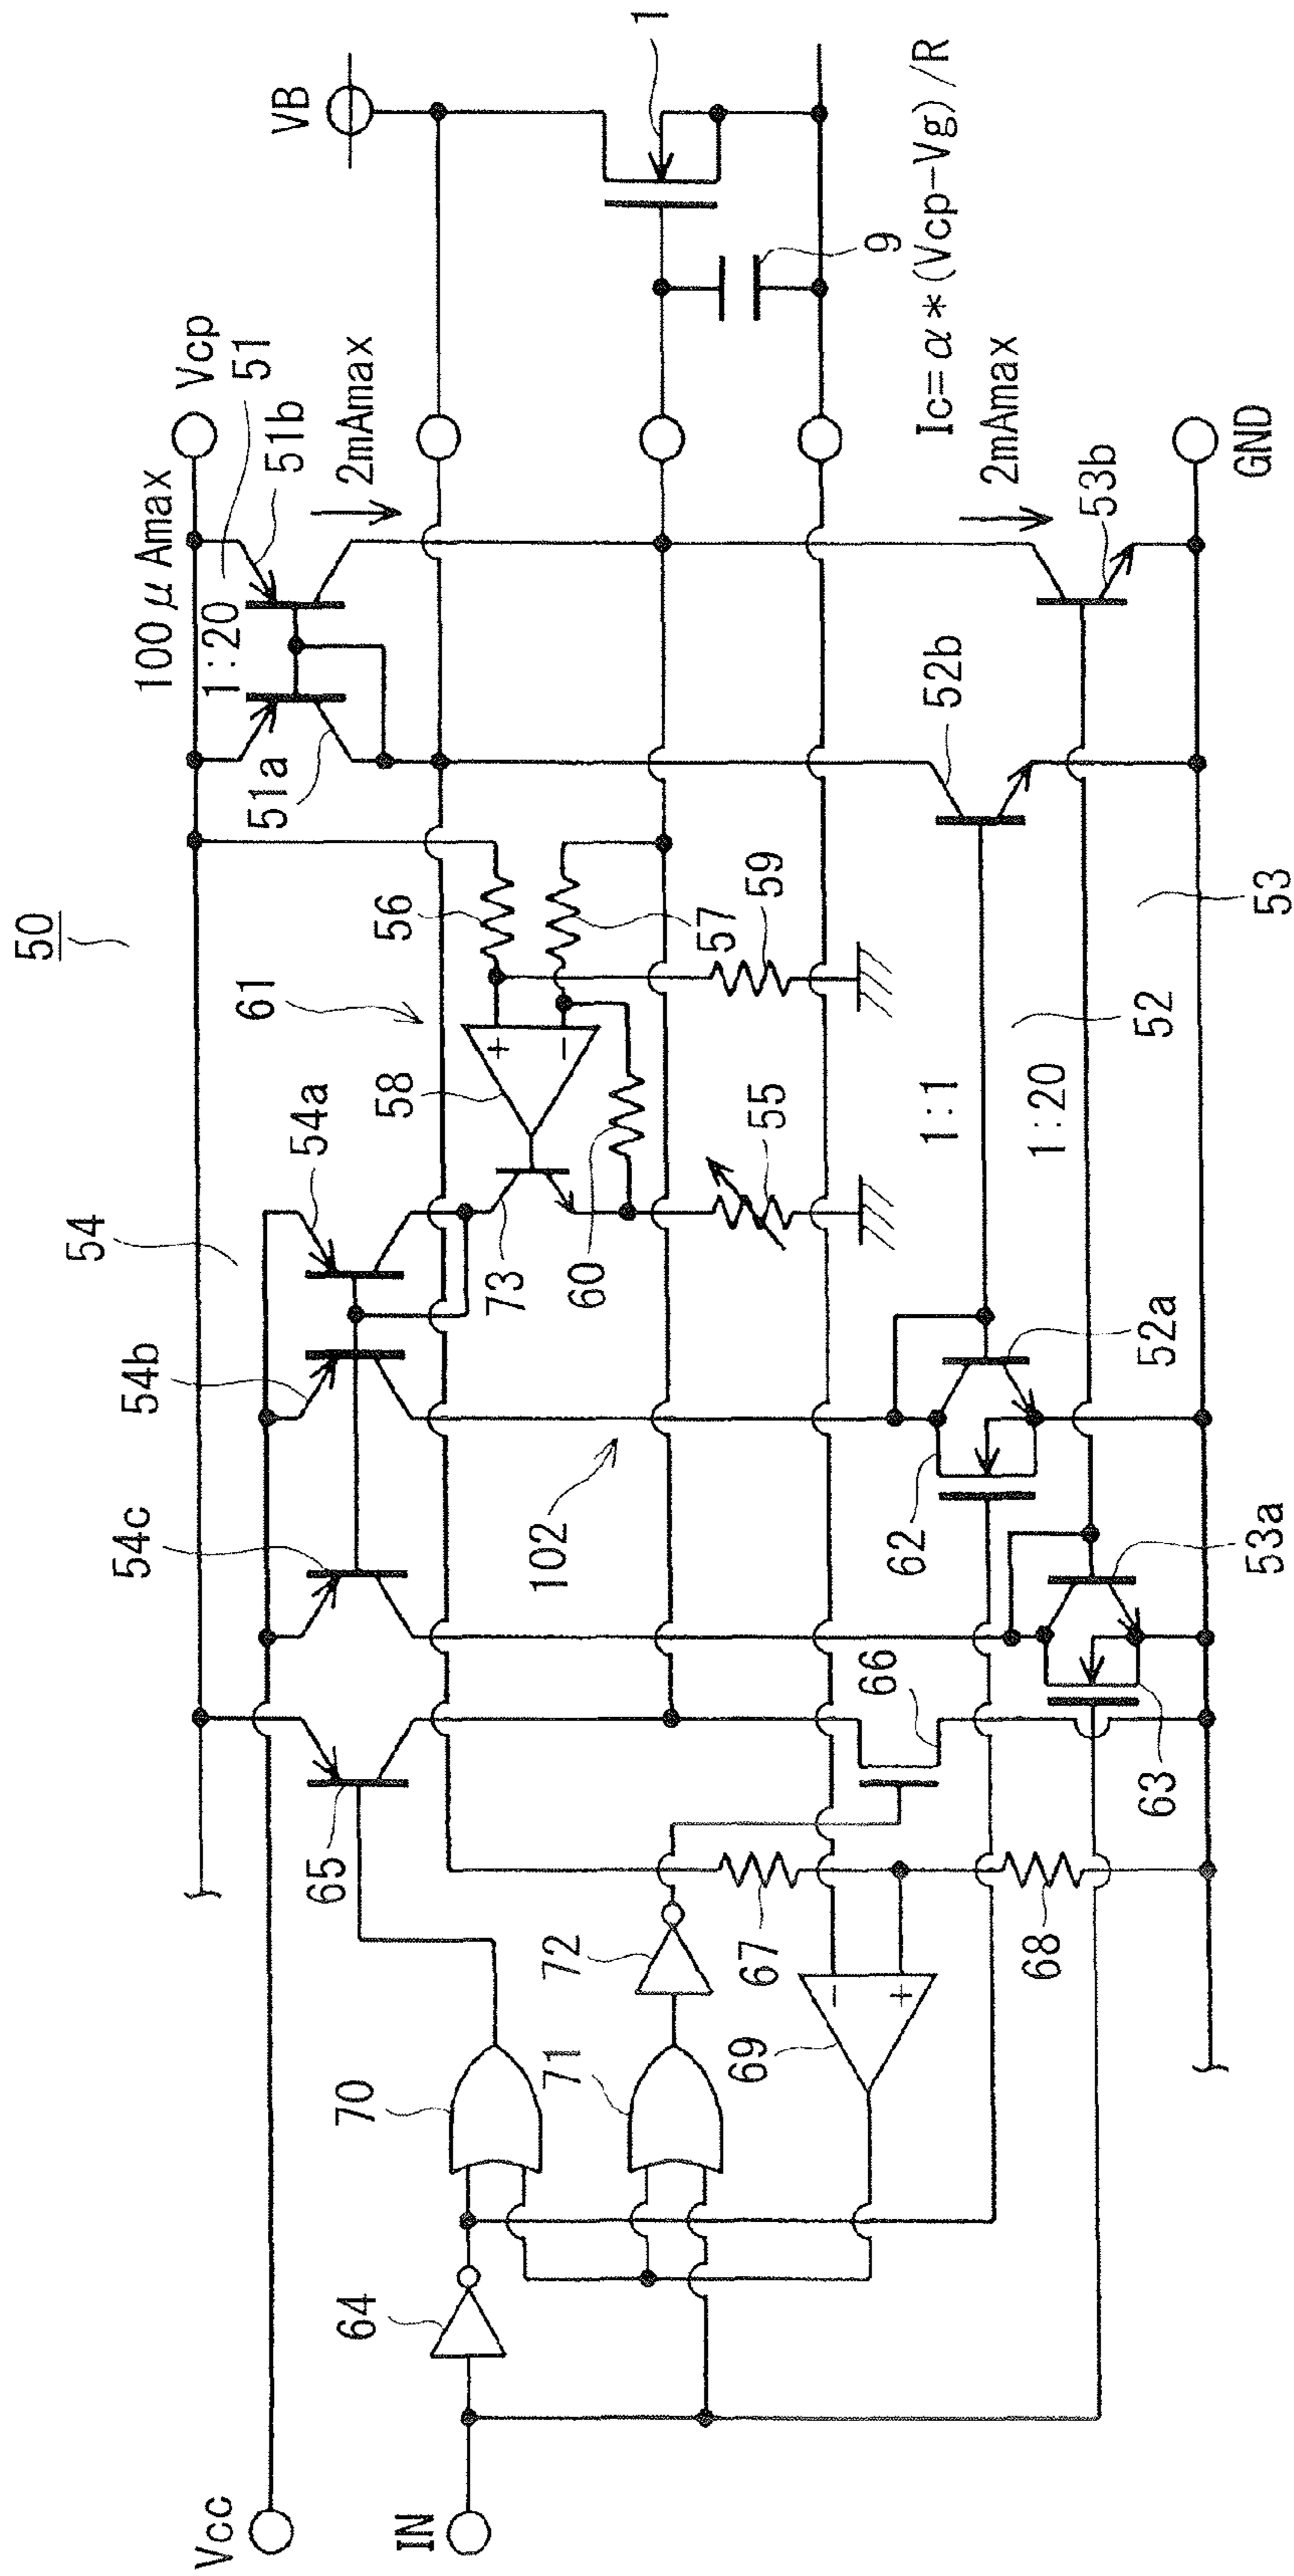 50
Vcc
IN
Vcp
VB
GND
100μAmax
1:20
51
51a
51b
2mAmax
54
54a
54b
54c
61
56
57
58
59
60
55
73
102
1
9
Ic=α*(Vcp-Vg)/R
2mAmax
53b
52b
1:1
52
1:20
53
52a
53a
62
63
64
65
66
67
68
69
70
71
72
+
-
-
+